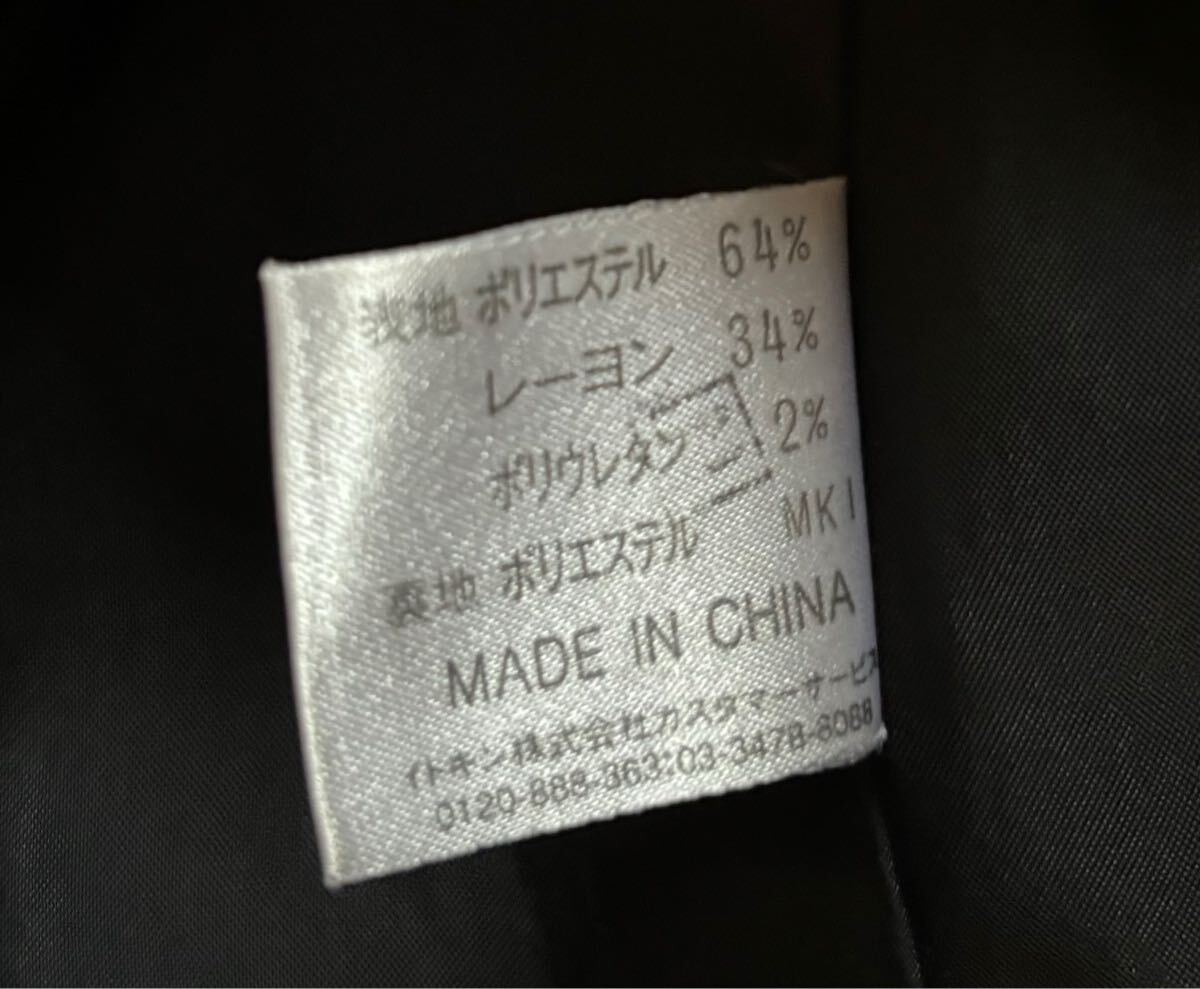 表地 ポリエステル 64%
レーヨン 34%
ポリウレタン 2%
裏地 ポリエステル MKI
MADE IN CHINA
イトキン株式会社カスタマーサービス
0120-888-363:03-3478-8088